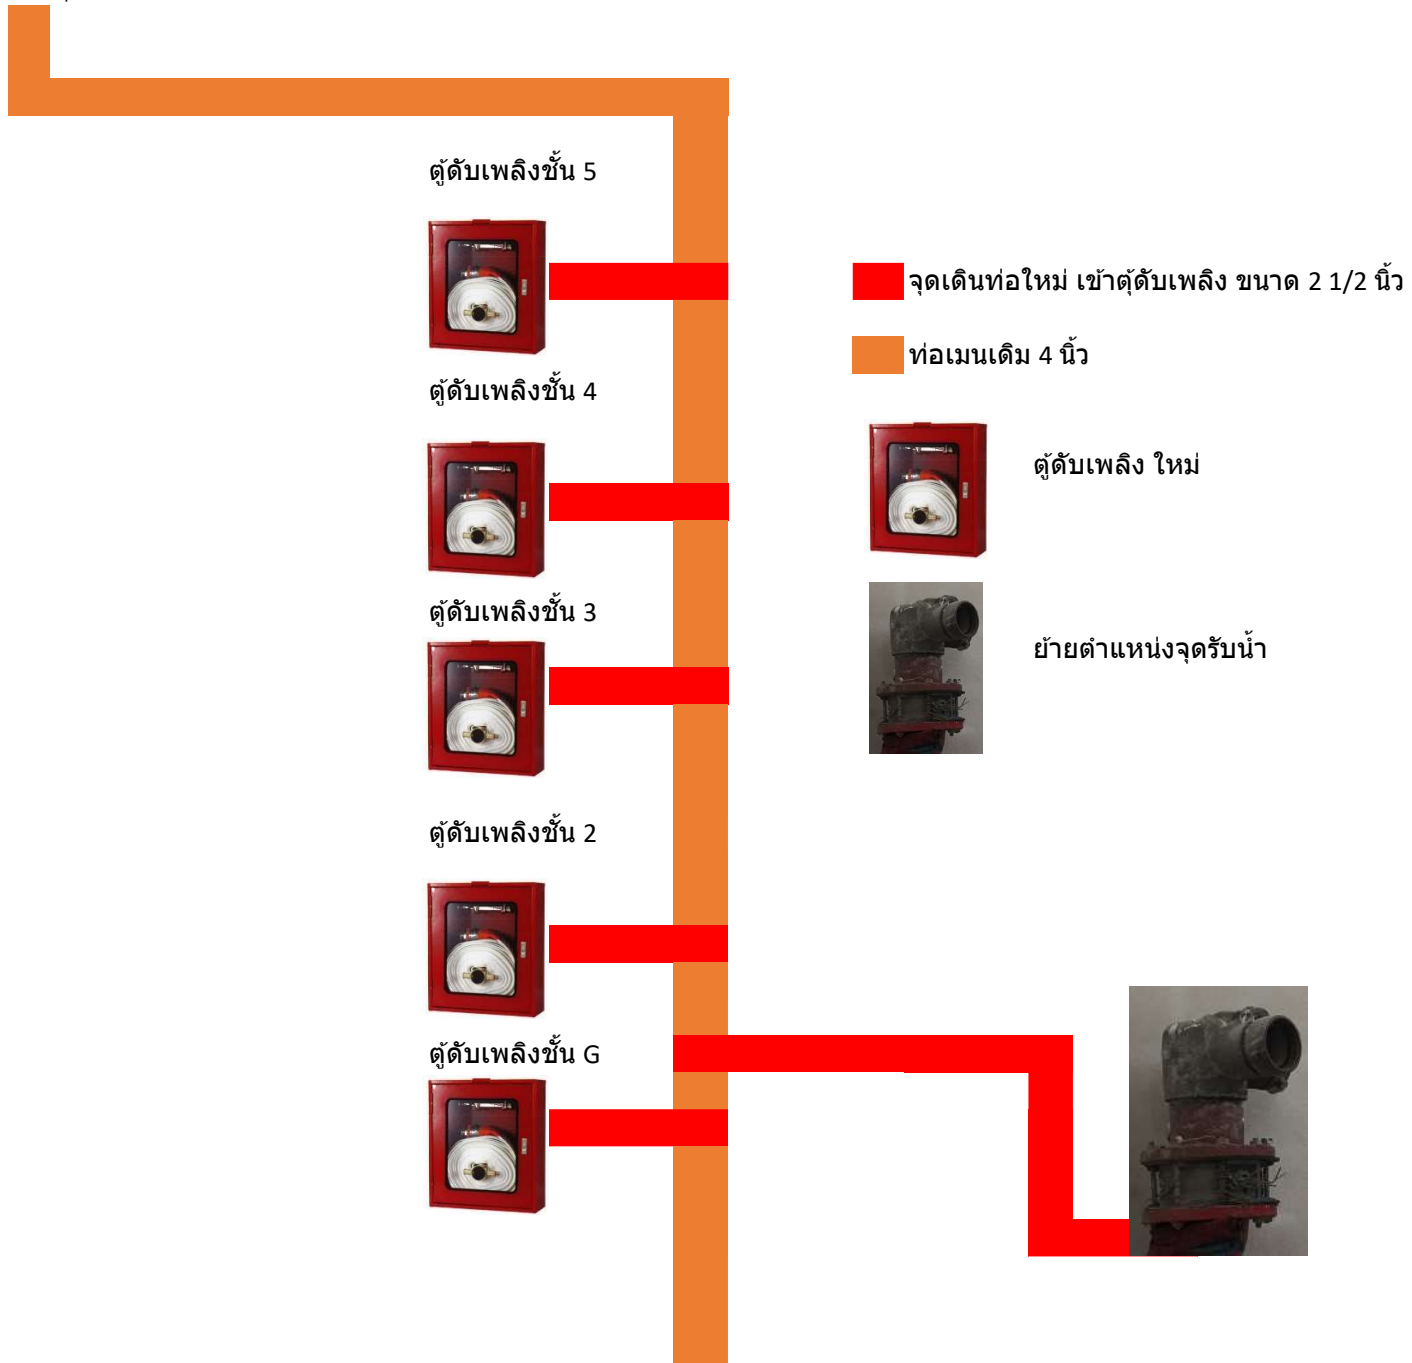 ตู้ดับเพลิงชั้น 5
จุดเดินท่อใหม่ เข้าตุ้ดับเพลิง ขนาด 2 1/2 นิ้ว
ท่อเมนเดิม 4 นิ้ว
ตู้ดับเพลิงชั้น 4
ตู้ดับเพลิง ใหม่
ตู้ดับเพลิงชั้น 3
ย้ายตำแหน่งจุดรับน้ำ
ตู้ดับเพลิงชั้น 2
ตู้ดับเพลิงชั้น G